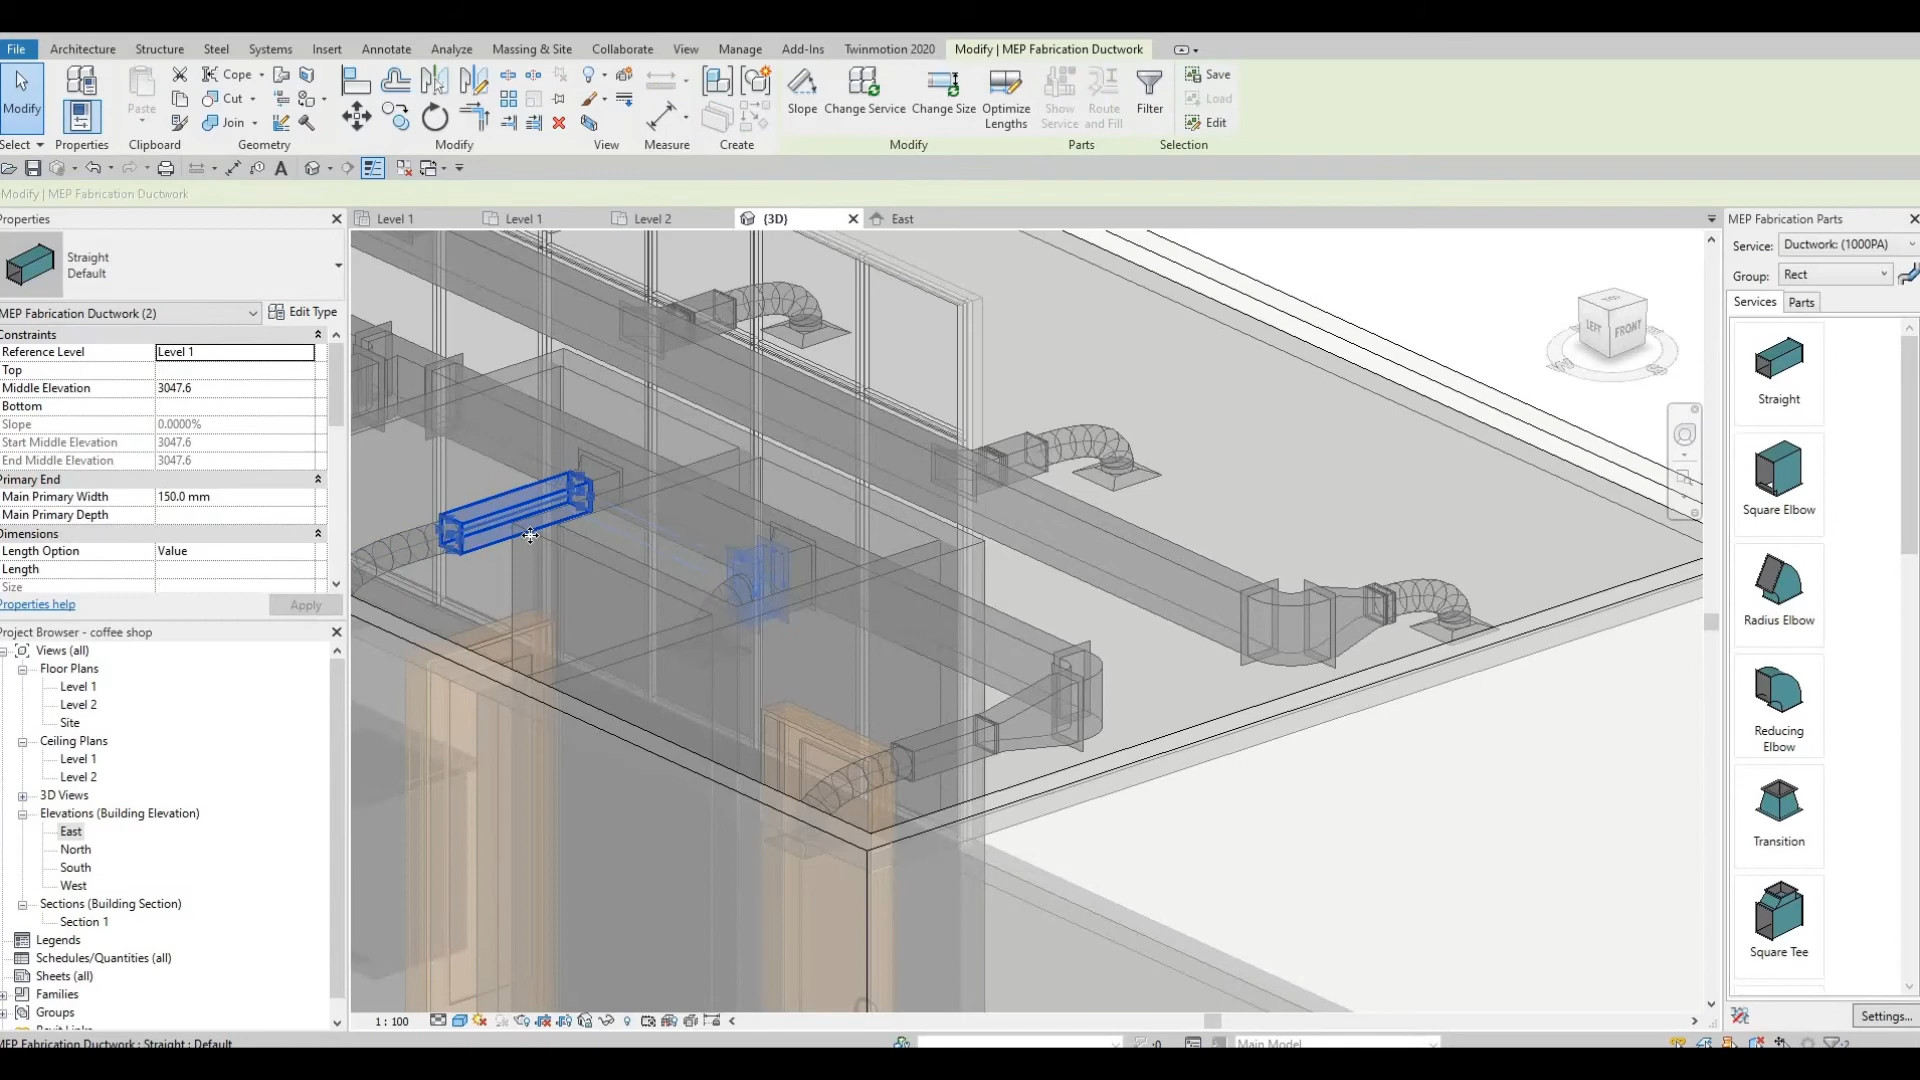 File Architecture Structure Steel Systems Insert Annotate Analyze Massing & Site Collaborate View Manage Add-Ins Twinmotion 2020 Modify | MEP Fabrication Ductwork
Modify Paste Cope Cut Join Slope Change Service Change Size Optimize Lengths Show Service Route and Fill Filter Save Load Edit
Select Properties Clipboard Geometry Modify View Measure Create Modify Parts Selection
Modify | MEP Fabrication Ductwork
Properties
Level 1 Level 1 Level 2 {3D} East
MEP Fabrication Parts
Straight
Default
MEP Fabrication Ductwork (2) Edit Type
Constraints
Reference Level Level 1
Top
Middle Elevation 3047.6
Bottom
Slope 0.0000%
Start Middle Elevation 3047.6
End Middle Elevation 3047.6
Primary End
Main Primary Width 150.0 mm
Main Primary Depth
Dimensions
Length Option Value
Length
Size
Properties help Apply
Project Browser - coffee shop
Views (all)
Floor Plans
Level 1
Level 2
Site
Ceiling Plans
Level 1
Level 2
3D Views
Elevations (Building Elevation)
East
North
South
West
Sections (Building Section)
Section 1
Legends
Schedules/Quantities (all)
Sheets (all)
Families
Groups
Revit Links
TOP
LEFT FRONT
Service: Ductwork: (1000PA)
Group: Rect
Services Parts
Straight
Square Elbow
Radius Elbow
Reducing
Elbow
Transition
Square Tee
Settings...
1 : 100
MEP Fabrication Ductwork : Straight : Default
:0 Main Model :2